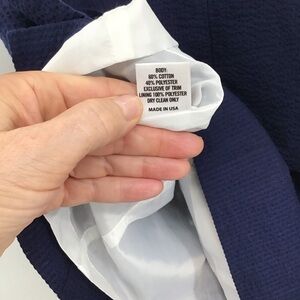 BODY
60% COTTON
40% POLYESTER
EXCLUSIVE OF TRIM
LINING 100% POLYESTER
DRY CLEAN ONLY
MADE IN USA